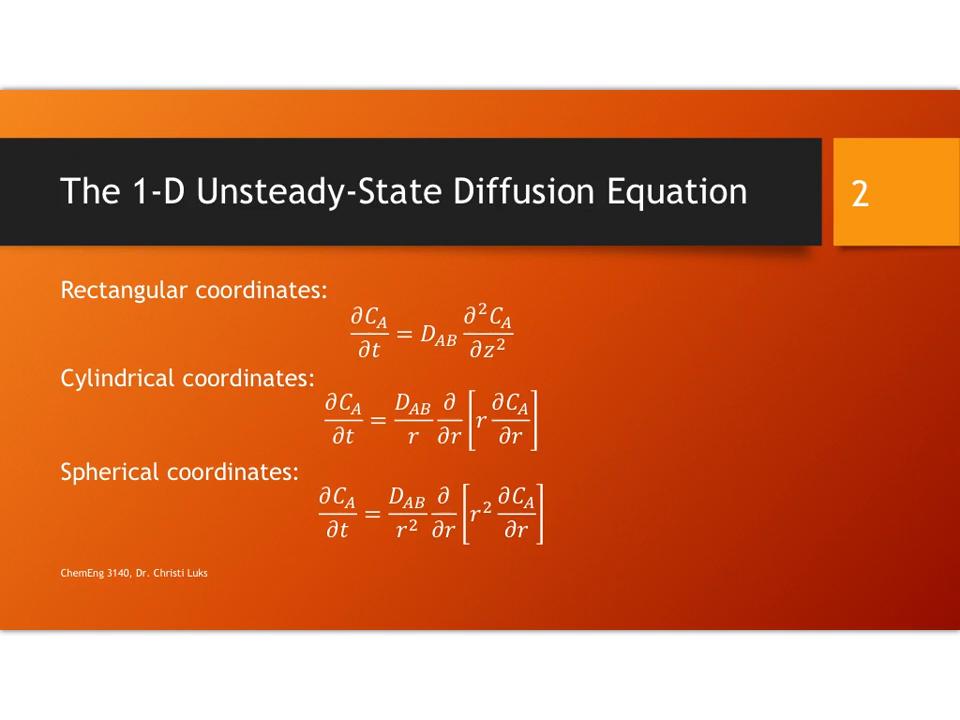 The 1-D Unsteady-State Diffusion Equation
2
Rectangular coordinates:
∂C_A/∂t = D_AB ∂²C_A/∂z²
Cylindrical coordinates:
∂C_A/∂t = D_AB/r ∂/∂r [r ∂C_A/∂r]
Spherical coordinates:
∂C_A/∂t = D_AB/r² ∂/∂r [r² ∂C_A/∂r]
ChemEng 3140, Dr. Christi Luks